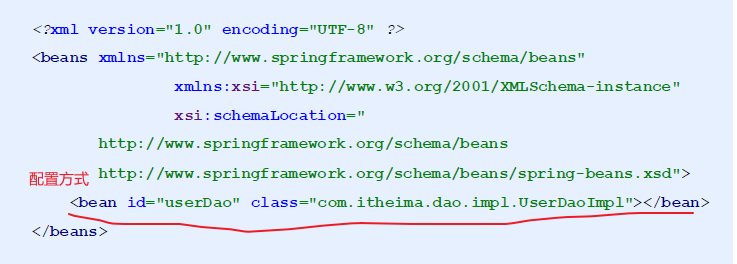 <?xml version="1.0" encoding="UTF-8" ?>
<beans xmlns="http://www.springframework.org/schema/beans"
xmlns:xsi="http://www.w3.org/2001/XMLSchema-instance"
xsi:schemaLocation="
http://www.springframework.org/schema/beans
配置方式 http://www.springframework.org/schema/beans/spring-beans.xsd">
<bean id="userDao" class="com.itheima.dao.impl.UserDaoImpl"></bean>
</beans>